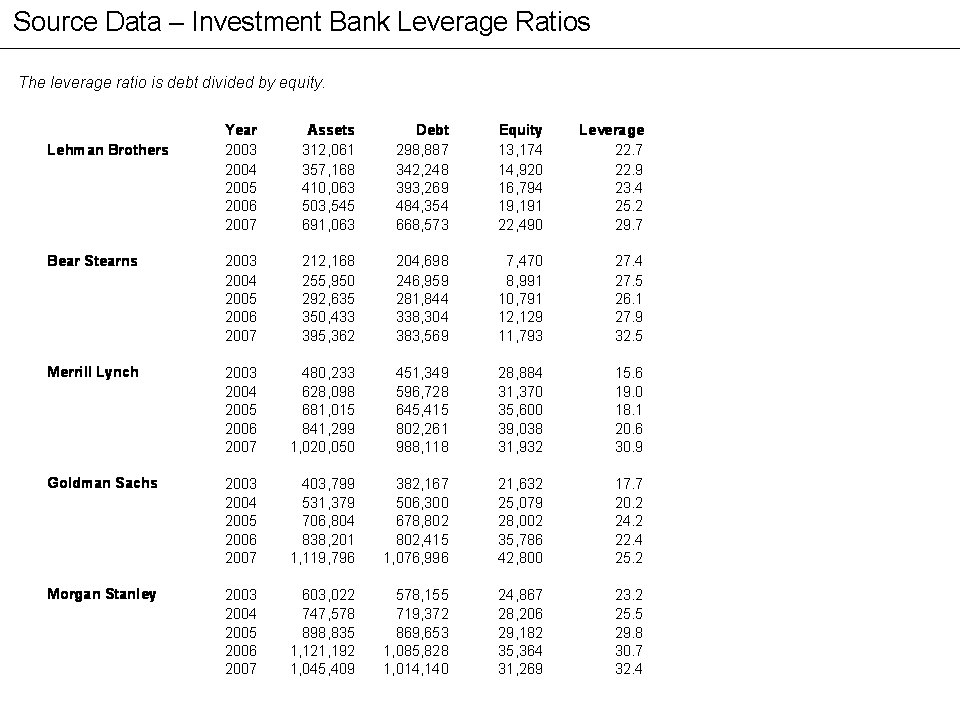 Source Data – Investment Bank Leverage Ratios
The leverage ratio is debt divided by equity.
Year Assets Debt Equity Leverage
Lehman Brothers 2003 312,061 298,887 13,174 22.7
2004 357,168 342,248 14,920 22.9
2005 410,063 393,269 16,794 23.4
2006 503,545 484,354 19,191 25.2
2007 691,063 668,573 22,490 29.7
Bear Stearns 2003 212,168 204,698 7,470 27.4
2004 255,950 246,959 8,991 27.5
2005 292,635 281,844 10,791 26.1
2006 350,433 338,304 12,129 27.9
2007 395,362 383,569 11,793 32.5
Merrill Lynch 2003 480,233 451,349 28,884 15.6
2004 628,098 596,728 31,370 19.0
2005 681,015 645,415 35,600 18.1
2006 841,299 802,261 39,038 20.6
2007 1,020,050 988,118 31,932 30.9
Goldman Sachs 2003 403,799 382,167 21,632 17.7
2004 531,379 506,300 25,079 20.2
2005 706,804 678,802 28,002 24.2
2006 838,201 802,415 35,786 22.4
2007 1,119,796 1,076,996 42,800 25.2
Morgan Stanley 2003 603,022 578,155 24,867 23.2
2004 747,578 719,372 28,206 25.5
2005 898,835 869,653 29,182 29.8
2006 1,121,192 1,085,828 35,364 30.7
2007 1,045,409 1,014,140 31,269 32.4